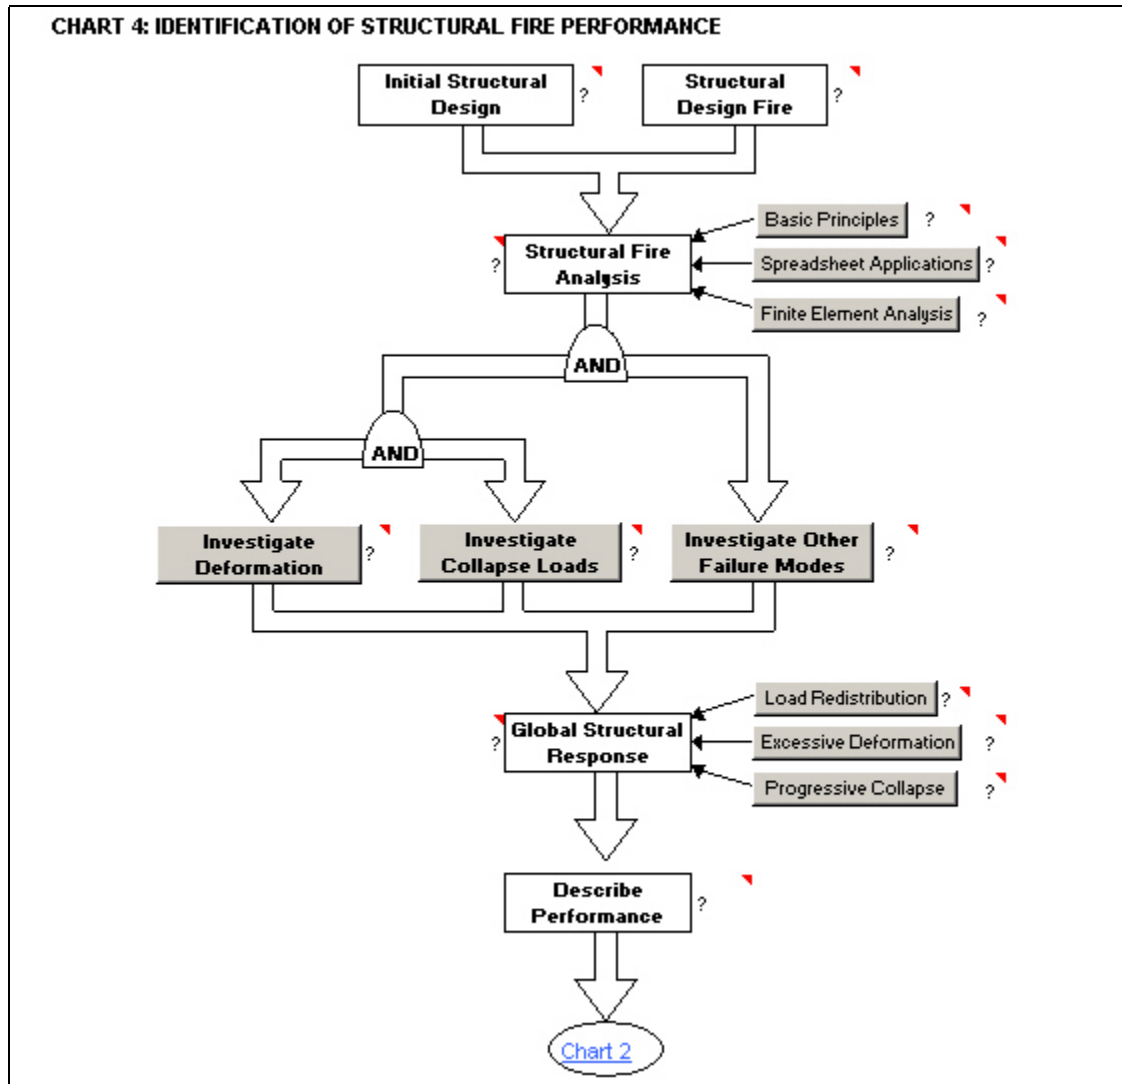 CHART 4: IDENTIFICATION OF STRUCTURAL FIRE PERFORMANCE
Initial Structural
Design
?
Structural
Design Fire
?
Basic Principles
?
?
Structural Fire
Analysis
Spreadsheet Applications
?
Finite Element Analysis
?
AND
AND
Investigate
Deformation
?
Investigate
Collapse Loads
?
Investigate Other
Failure Modes
?
Load Redistribution
?
?
Global Structural
Response
Excessive Deformation
?
Progressive Collapse
?
Describe
Performance
?
Chart 2